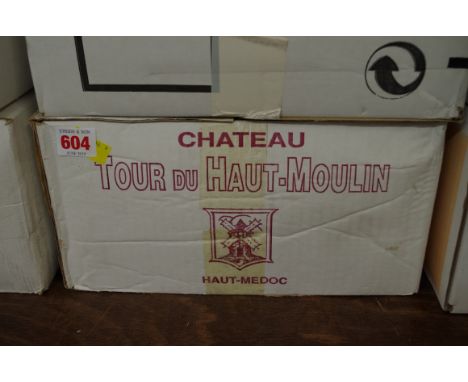 604
CHATEAU
TOUR DU HAUT-MOULIN
HAUT-MEDOC